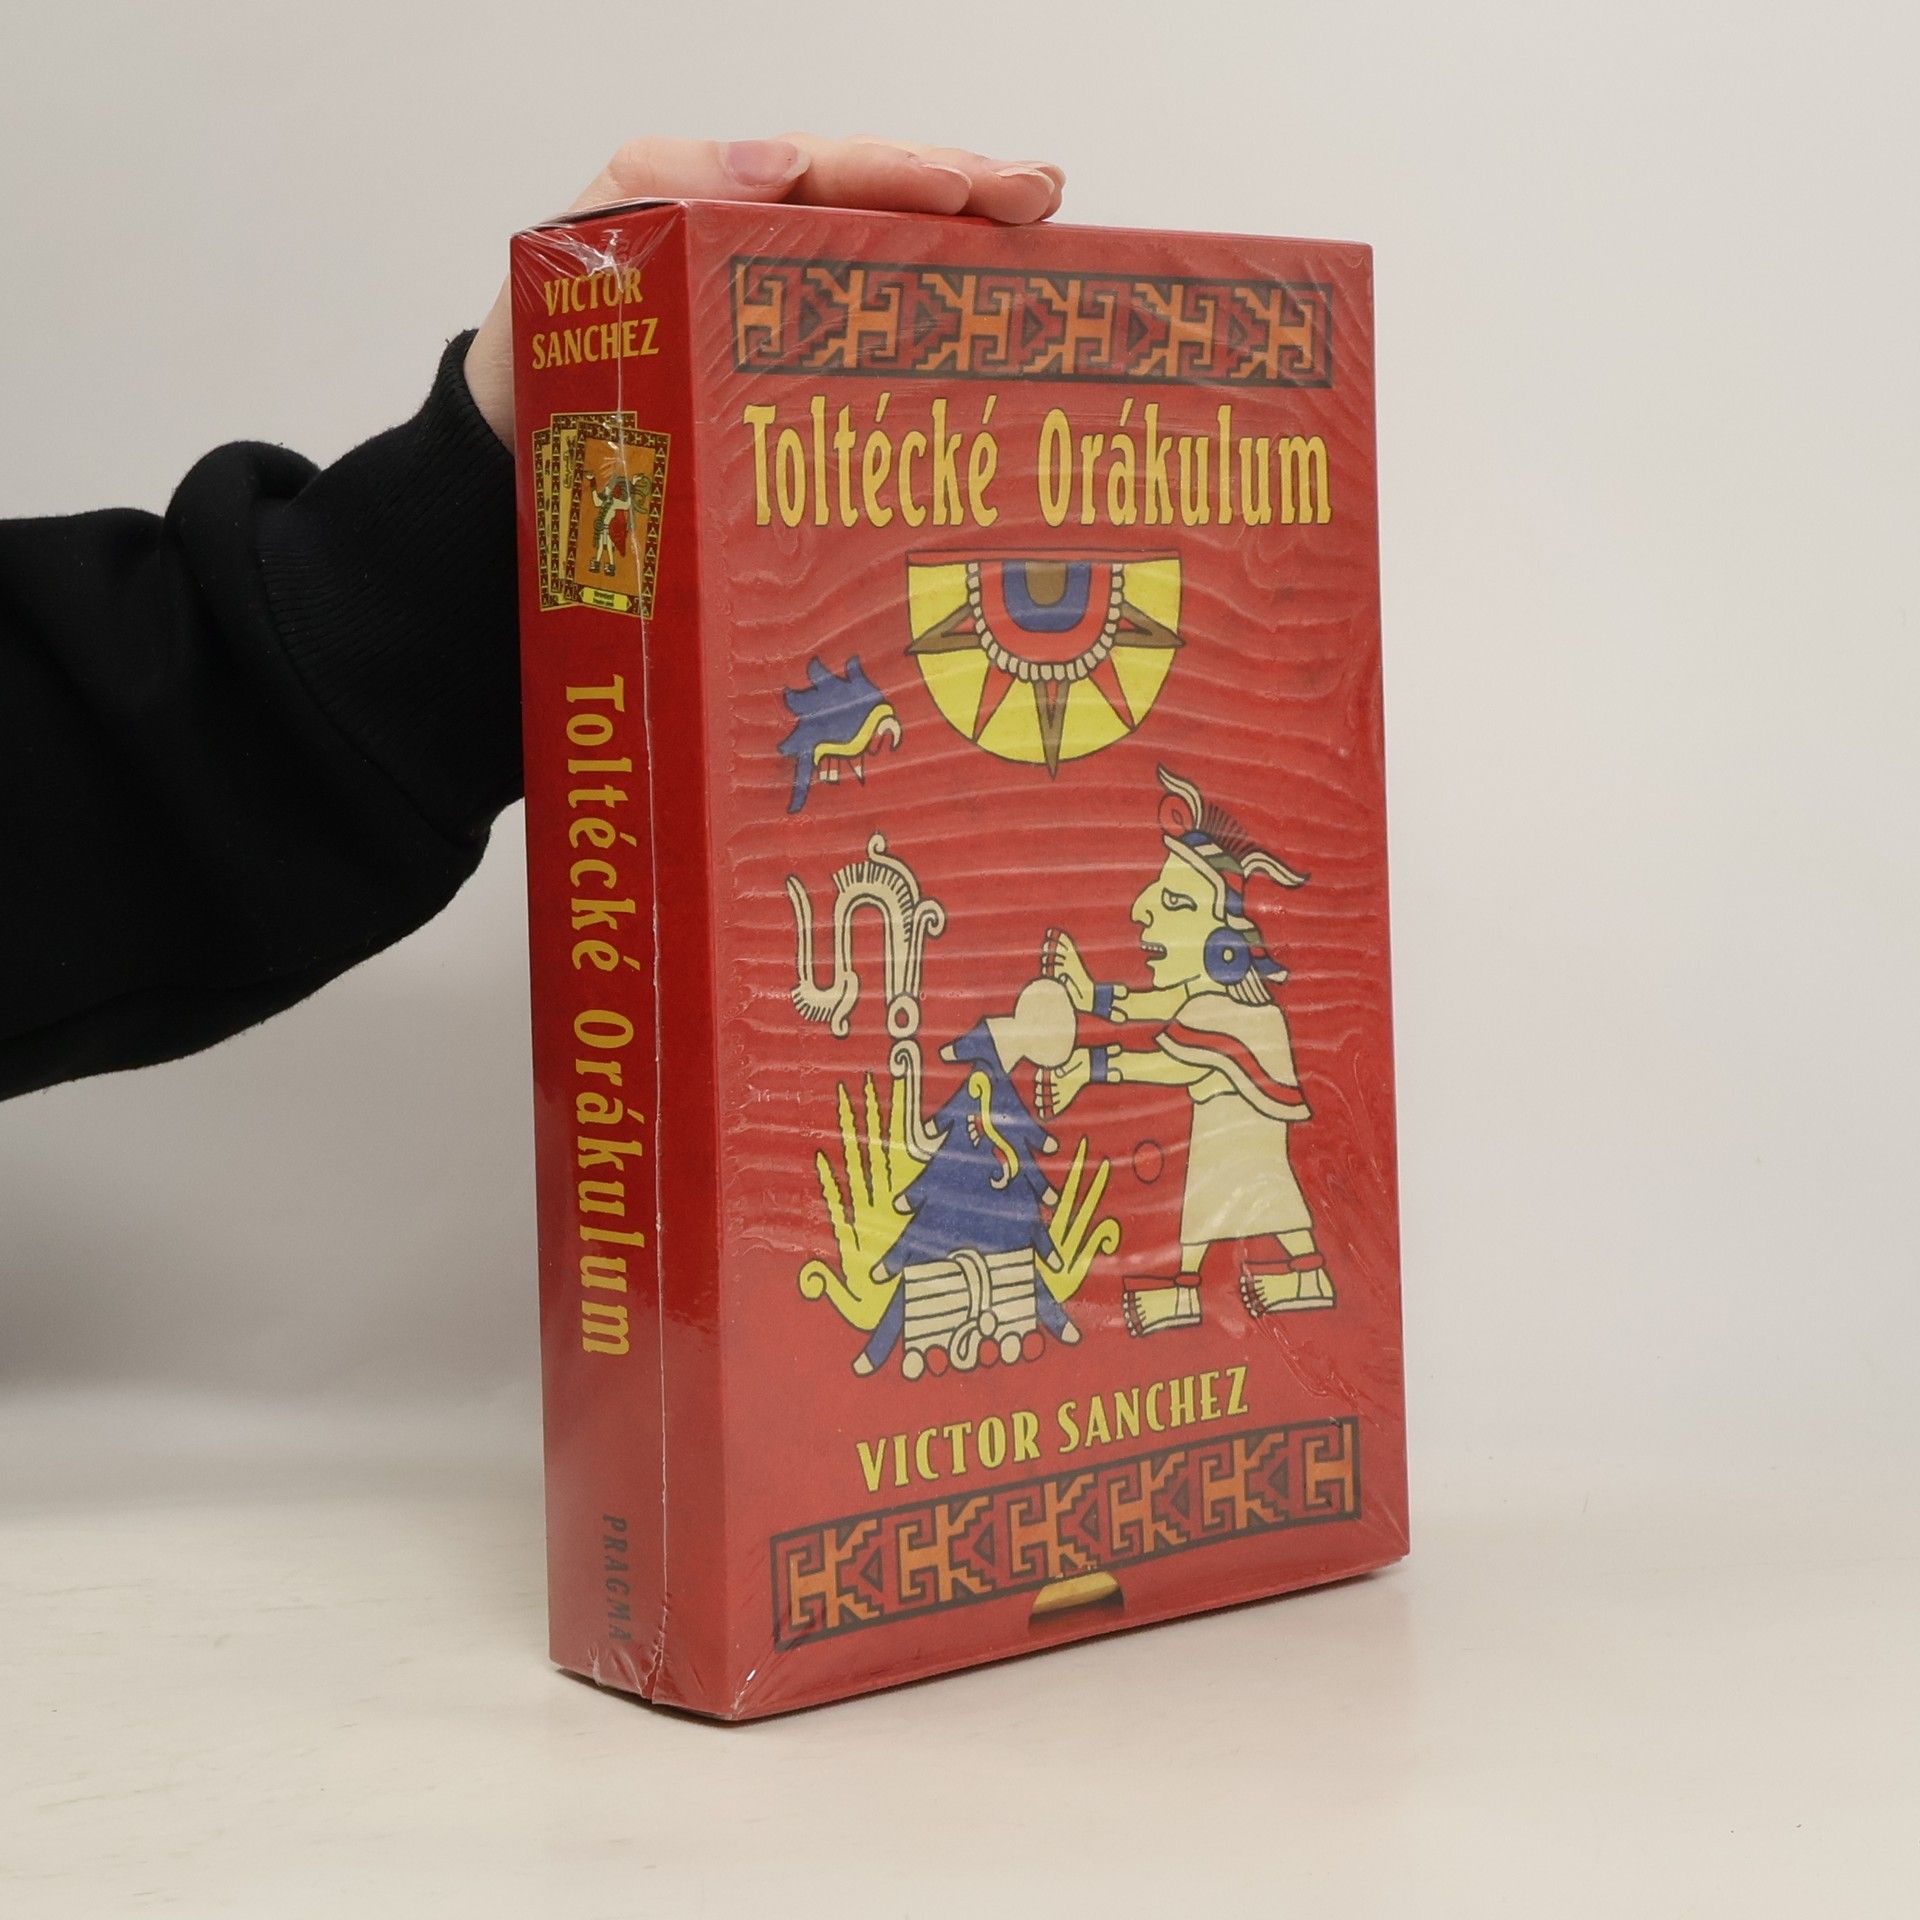 VICTOR
SANCHEZ
Toltécké Orákulum
PRAGMA
Toltécké Orákulum
VICTOR SANCHEZ